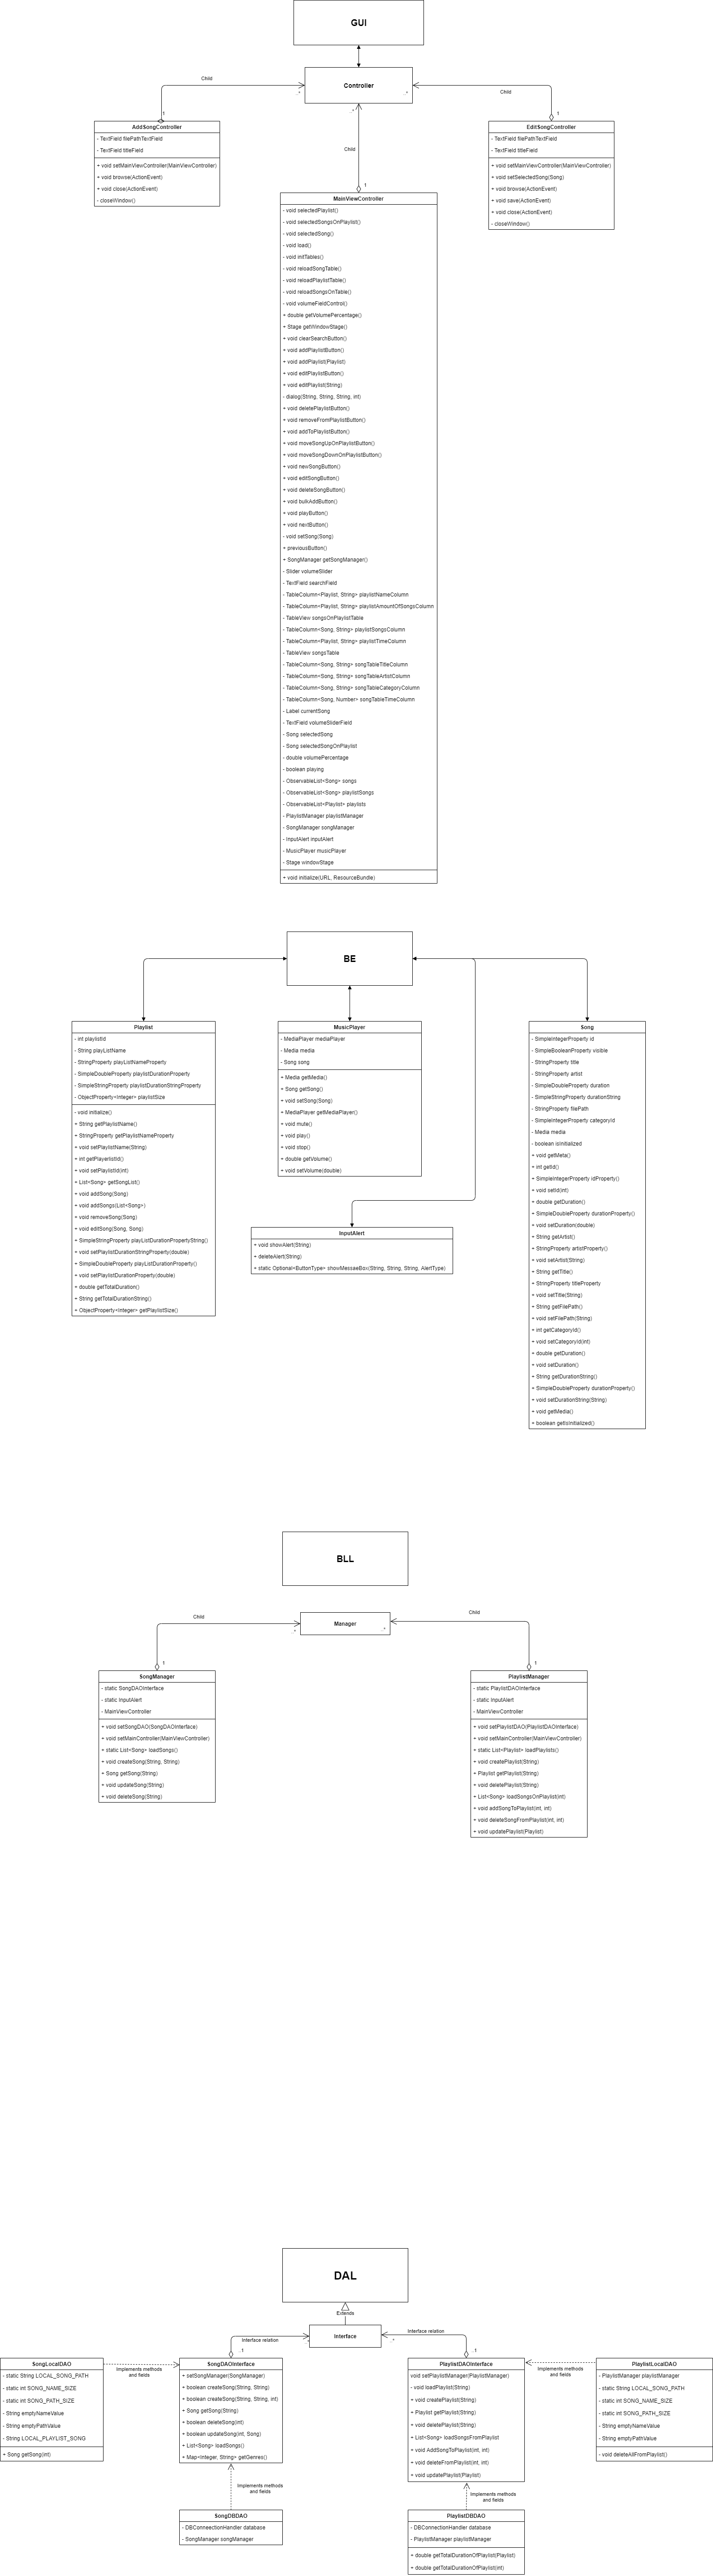 GUI
Controller
Child
Child
Child
.*
.*
.*
1
1
1
AddSongController
- TextField filePathTextField
- TextField titleField
+ void setMainViewController(MainViewController)
+ void browse(ActionEvent)
+ void close(ActionEvent)
- closeWindow()
EditSongController
- TextField filePathTextField
- TextField titleField
+ void setMainViewController(MainViewController)
+ void setSelectedSong(Song)
+ void browse(ActionEvent)
+ void save(ActionEvent)
+ void close(ActionEvent)
- closeWindow()
MainViewController
- void selectedPlaylist()
- void selectedSongsOnPlaylist()
- void selectedSong()
- void load()
- void initTables()
- void reloadSongTable()
- void reloadPlaylistTable()
- void reloadSongsOnTable()
- void volumeFieldControl()
+ double getVolumePercentage()
+ Stage getWindowStage()
+ void clearSearchButton()
+ void addPlaylistButton()
+ void addPlaylist(Playlist)
+ void editPlaylistButton()
+ void editPlaylist(String)
- dialog(String, String, String, int)
+ void deletePlaylistButton()
+ void removeFromPlaylistButton()
+ void addToPlaylistButton()
+ void moveSongUpOnPlaylistButton()
+ void moveSongDownOnPlaylistButton()
+ void newSongButton()
+ void editSongButton()
+ void deleteSongButton()
+ void bulkAddButton()
+ void playButton()
+ void nextButton()
- void setSong(Song)
+ previousButton()
+ SongManager getSongManager()
- Slider volumeSlider
- TextField searchField
- TableColumn<Playlist, String> playlistNameColumn
- TableColumn<Playlist, String> playlistAmountOfSongsColumn
- TableView songsOnPlaylistTable
- TableColumn<Song, String> playlistSongsColumn
- TableColumn<Playlist, String> playlistTimeColumn
- TableView songsTable
- TableColumn<Song, String> songTableTitleColumn
- TableColumn<Song, String> songTableArtistColumn
- TableColumn<Song, String> songTableCategoryColumn
- TableColumn<Song, Number> songTableTimeColumn
- Label currentSong
- TextField volumeSliderField
- Song selectedSong
- Song selectedSongOnPlaylist
- double volumePercentage
- boolean playing
- ObservableList<Song> songs
- ObservableList<Song> playlistSongs
- ObservableList<Playlist> playlists
- PlaylistManager playlistManager
- SongManager songManager
- InputAlert inputAlert
- MusicPlayer musicPlayer
- Stage windowStage
+ void initialize(URL, ResourceBundle)
BE
Playlist
- int playlistId
- String playListName
- StringProperty playListNameProperty
- SimpleDoubleProperty playlistDurationProperty
- SimpleStringProperty playlistDurationStringProperty
- ObjectProperty<Integer> playlistSize
- void initialize()
+ String getPlaylistName()
+ StringProperty getPlaylistNameProperty
+ void setPlaylistName(String)
+ int getPlayerlistId()
+ void setPlaylistId(int)
+ List<Song> getSongList()
+ void addSong(Song)
+ void addSongs(List<Song>)
+ void removeSong(Song)
+ void editSong(Song, Song)
+ SimpleStringProperty playListDurationPropertyString()
+ void setPlaylistDurationStringProperty(double)
+ SimpleDoubleProperty playListDurationProperty()
+ void setPlaylistDurationProperty(double)
+ double getTotalDuration()
+ String getTotalDurationString()
+ ObjectProperty<Integer> getPlaylistSize()
MusicPlayer
- MediaPlayer mediaPlayer
- Media media
- Song song
+ Media getMedia()
+ Song getSong()
+ void setSong(Song)
+ MediaPlayer getMediaPlayer()
+ void mute()
+ void play()
+ void stop()
+ double getVolume()
+ void setVolume(double)
InputAlert
+ void showAlert(String)
+ deleteAlert(String)
+ static Optional<ButtonType> showMessaeBox(String, String, String, AlertType)
Song
- SimpleIntegerProperty id
- SimpleBooleanProperty visible
- StringProperty title
- StringProperty artist
- SimpleDoubleProperty duration
- SimpleStringProperty durationString
- StringProperty filePath
- SimpleIntegerProperty categoryId
- Media media
- boolean isInitialized
+ void getMeta()
+ int getId()
+ SimpleIntegerProperty idProperty()
+ void setId(int)
+ double getDuration()
+ SimpleDoubleProperty durationProperty()
+ void setDuration(double)
+ String getArtist()
+ StringProperty artistProperty()
+ void setArtist(String)
+ String getTitle()
+ StringProperty titleProperty
+ void setTitle(String)
+ String getFilePath()
+ void setFilePath(String)
+ int getCategoryId()
+ void setCategoryId(int)
+ double getDuration()
+ void setDuration()
+ String getDurationString()
+ SimpleDoubleProperty durationProperty()
+ void setDurationString(String)
+ void getMedia()
+ boolean getIsInitialized()
BLL
Manager
Child
Child
.*
.*
1
1
SongManager
- static SongDAOInterface
- static InputAlert
- MainViewController
+ void setSongDAO(SongDAOInterface)
+ void setMainController(MainViewController)
+ static List<Song> loadSongs()
+ void createSong(String, String)
+ Song getSong(String)
+ void updateSong(String)
+ void deleteSong(String)
PlaylistManager
- static PlaylistDAOInterface
- static InputAlert
- MainViewController
+ void setPlaylistDAO(PlaylistDAOInterface)
+ void setMainController(MainViewController)
+ static List<Playlist> loadPlaylists()
+ void createPlaylist(String)
+ Playlist getPlaylist(String)
+ void deletePlaylist(String)
+ List<Song> loadSongsOnPlaylist(int)
+ void addSongToPlaylist(int, int)
+ void deleteSongFromPlaylist(int, int)
+ void updatePlaylist(Playlist)
DAL
Extends
Interface
Interface relation
Interface relation
.*
.*
1
1
SongLocalDAO
- static String LOCAL_SONG_PATH
- static int SONG_NAME_SIZE
- static int SONG_PATH_SIZE
- String emptyNameValue
- String emptyPathValue
- String LOCAL_PLAYLIST_SONG
+ Song getSong(int)
Implements methods
and fields
SongDAOInterface
+ setSongManager(SongManager)
+ boolean createSong(String, String)
+ boolean createSong(String, String, int)
+ Song getSong(String)
+ boolean deleteSong(int)
+ boolean updateSong(int, Song)
+ List<Song> loadSongs()
+ Map<Integer, String> getGenres()
Implements methods
and fields
SongDBDAO
- DBConneectionHandler database
- SongManager songManager
PlaylistDAOInterface
void setPlaylistManager(PlaylistManager)
- void loadPlaylist(String)
+ void createPlaylist(String)
+ Playlist getPlaylist(String)
+ void deletePlaylist(String)
+ List<Song> loadSongsFromPlaylist
+ void AddSongToPlaylist(int, int)
+ void deleteFromPlaylist(int, int)
+ void updatePlaylist(Playlist)
Implements methods
and fields
PlaylistDBDAO
- DBConnectionHandler database
- PlaylistManager playlistManager
+ double getTotalDurationOfPlaylist(Playlist)
+ double getTotalDurationOfPlaylist(int)
Implements methods
and fields
PlaylistLocalDAO
- PlaylistManager playlistManager
- static String LOCAL_SONG_PATH
- static int SONG_NAME_SIZE
- static int SONG_PATH_SIZE
- String emptyNameValue
- String emptyPathValue
- void deleteAllFromPlaylist()